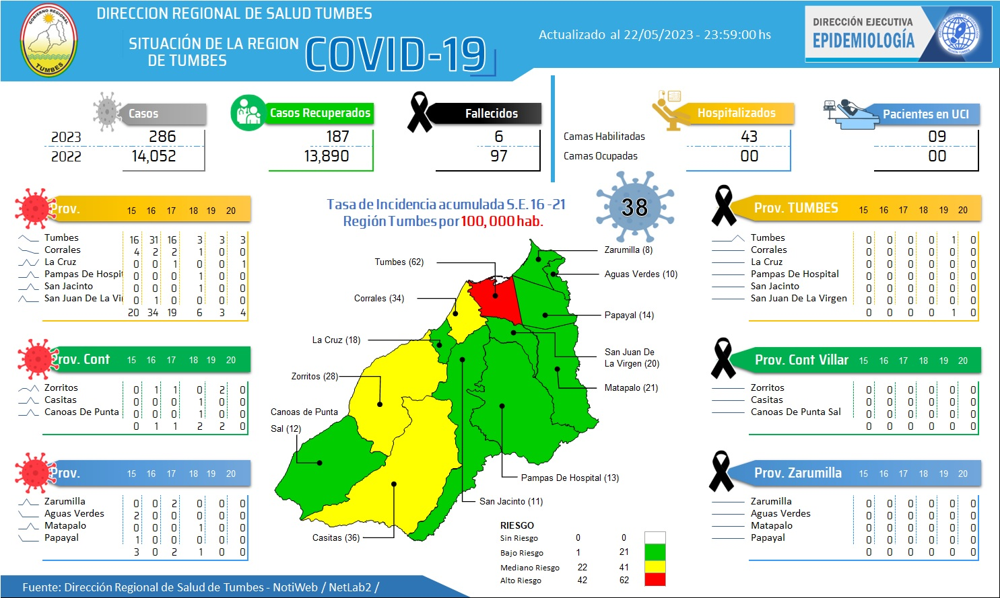 DIRECCION REGIONAL DE SALUD TUMBES
SITUACIÓN DE LA REGION
DE TUMBES
COVID-19
Actualizado al 22/05/2023 - 23:59:00 hs
DIRECCIÓN EJECUTIVA
EPIDEMIOLOGÍA
GOBIERNO REGIONAL
TUMBES
Casos
Casos Recuperados
Fallecidos
Hospitalizados
Pacientes en UCI
2023 286 187 6
2022 14,052 13,890 97
Camas Habilitadas 43 09
Camas Ocupadas 00 00
Prov. 15 16 17 18 19 20
Tumbes 16 31 16 3 3 3
Corrales 4 2 2 1 0 0
La Cruz 0 0 1 0 0 1
Pampas De Hospit 0 0 0 1 0 0
San Jacinto 0 0 0 1 0 0
San Juan De La Vir 0 1 0 0 0 0
20 34 19 6 3 4
Prov. Cont 15 16 17 18 19 20
Zorritos 0 1 1 0 2 0
Casitas 0 0 0 1 0 0
Canoas De Punta 0 0 0 1 0 0
0 1 1 2 2 0
Prov. 15 16 17 18 19 20
Zarumilla 0 0 2 0 0 0
Aguas Verdes 2 0 0 0 0 0
Matapalo 0 0 0 1 0 0
Papayal 1 0 0 0 0 0
3 0 2 1 0 0
Tasa de Incidencia acumulada S.E. 16 -21
Región Tumbes por 100, 000 hab.
38
Zarumilla (8)
Tumbes (62)
Aguas Verdes (10)
Corrales (34)
Papayal (14)
La Cruz (18)
San Juan De
La Virgen (20)
Zorritos (28)
Matapalo (21)
Canoas de Punta
Sal (12)
Pampas De Hospital (13)
San Jacinto (11)
Casitas (36)
RIESGO
Sin Riesgo 0 0
Bajo Riesgo 1 21
Mediano Riesgo 22 41
Alto Riesgo 42 62
Prov. TUMBES 15 16 17 18 19 20
Tumbes 0 0 0 0 1 0
Corrales 0 0 0 0 0 0
La Cruz 0 0 0 0 0 0
Pampas De Hospital 0 0 0 0 0 0
San Jacinto 0 0 0 0 0 0
San Juan De La Virgen 0 0 0 0 0 0
0 0 0 0 1 0
Prov. Cont Villar 15 16 17 18 19 20
Zorritos 0 0 0 0 0 0
Casitas 0 0 0 0 0 0
Canoas De Punta Sal 0 0 0 0 0 0
0 0 0 0 0 0
Prov. Zarumilla 15 16 17 18 19 20
Zarumilla 0 0 0 0 0 0
Aguas Verdes 0 0 0 0 0 0
Matapalo 0 0 0 0 0 0
Papayal 0 0 0 0 0 0
0 0 0 0 0 0
Fuente: Dirección Regional de Salud de Tumbes - NotiWeb / NetLab2 /